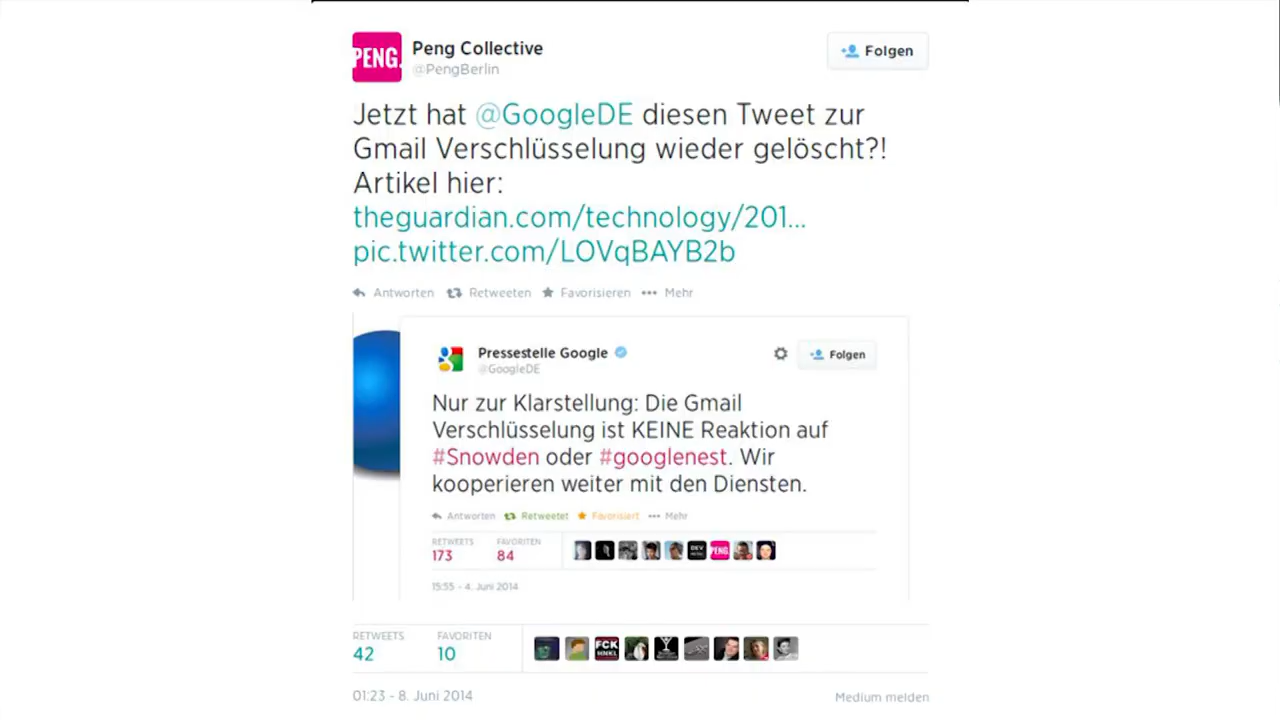 PENG.
Peng Collective
@PengBerlin
Folgen
Jetzt hat @GoogleDE diesen Tweet zur
Gmail Verschlüsselung wieder gelöscht?!
Artikel hier:
theguardian.com/technology/201...
pic.twitter.com/LOVqBAYB2b
Antworten Retweeten Favorisieren Mehr
Pressestelle Google
@GoogleDE
Folgen
Nur zur Klarstellung: Die Gmail
Verschlüsselung ist KEINE Reaktion auf
#Snowden oder #googlenest. Wir
kooperieren weiter mit den Diensten.
Antworten Retweetet Favorisiert Mehr
RETWEETS FAVORITEN
173 84
PENG.
15:55 - 4. Juni 2014
RETWEETS FAVORITEN
42 10
FCK
01:23 - 8. Juni 2014
Medium melden